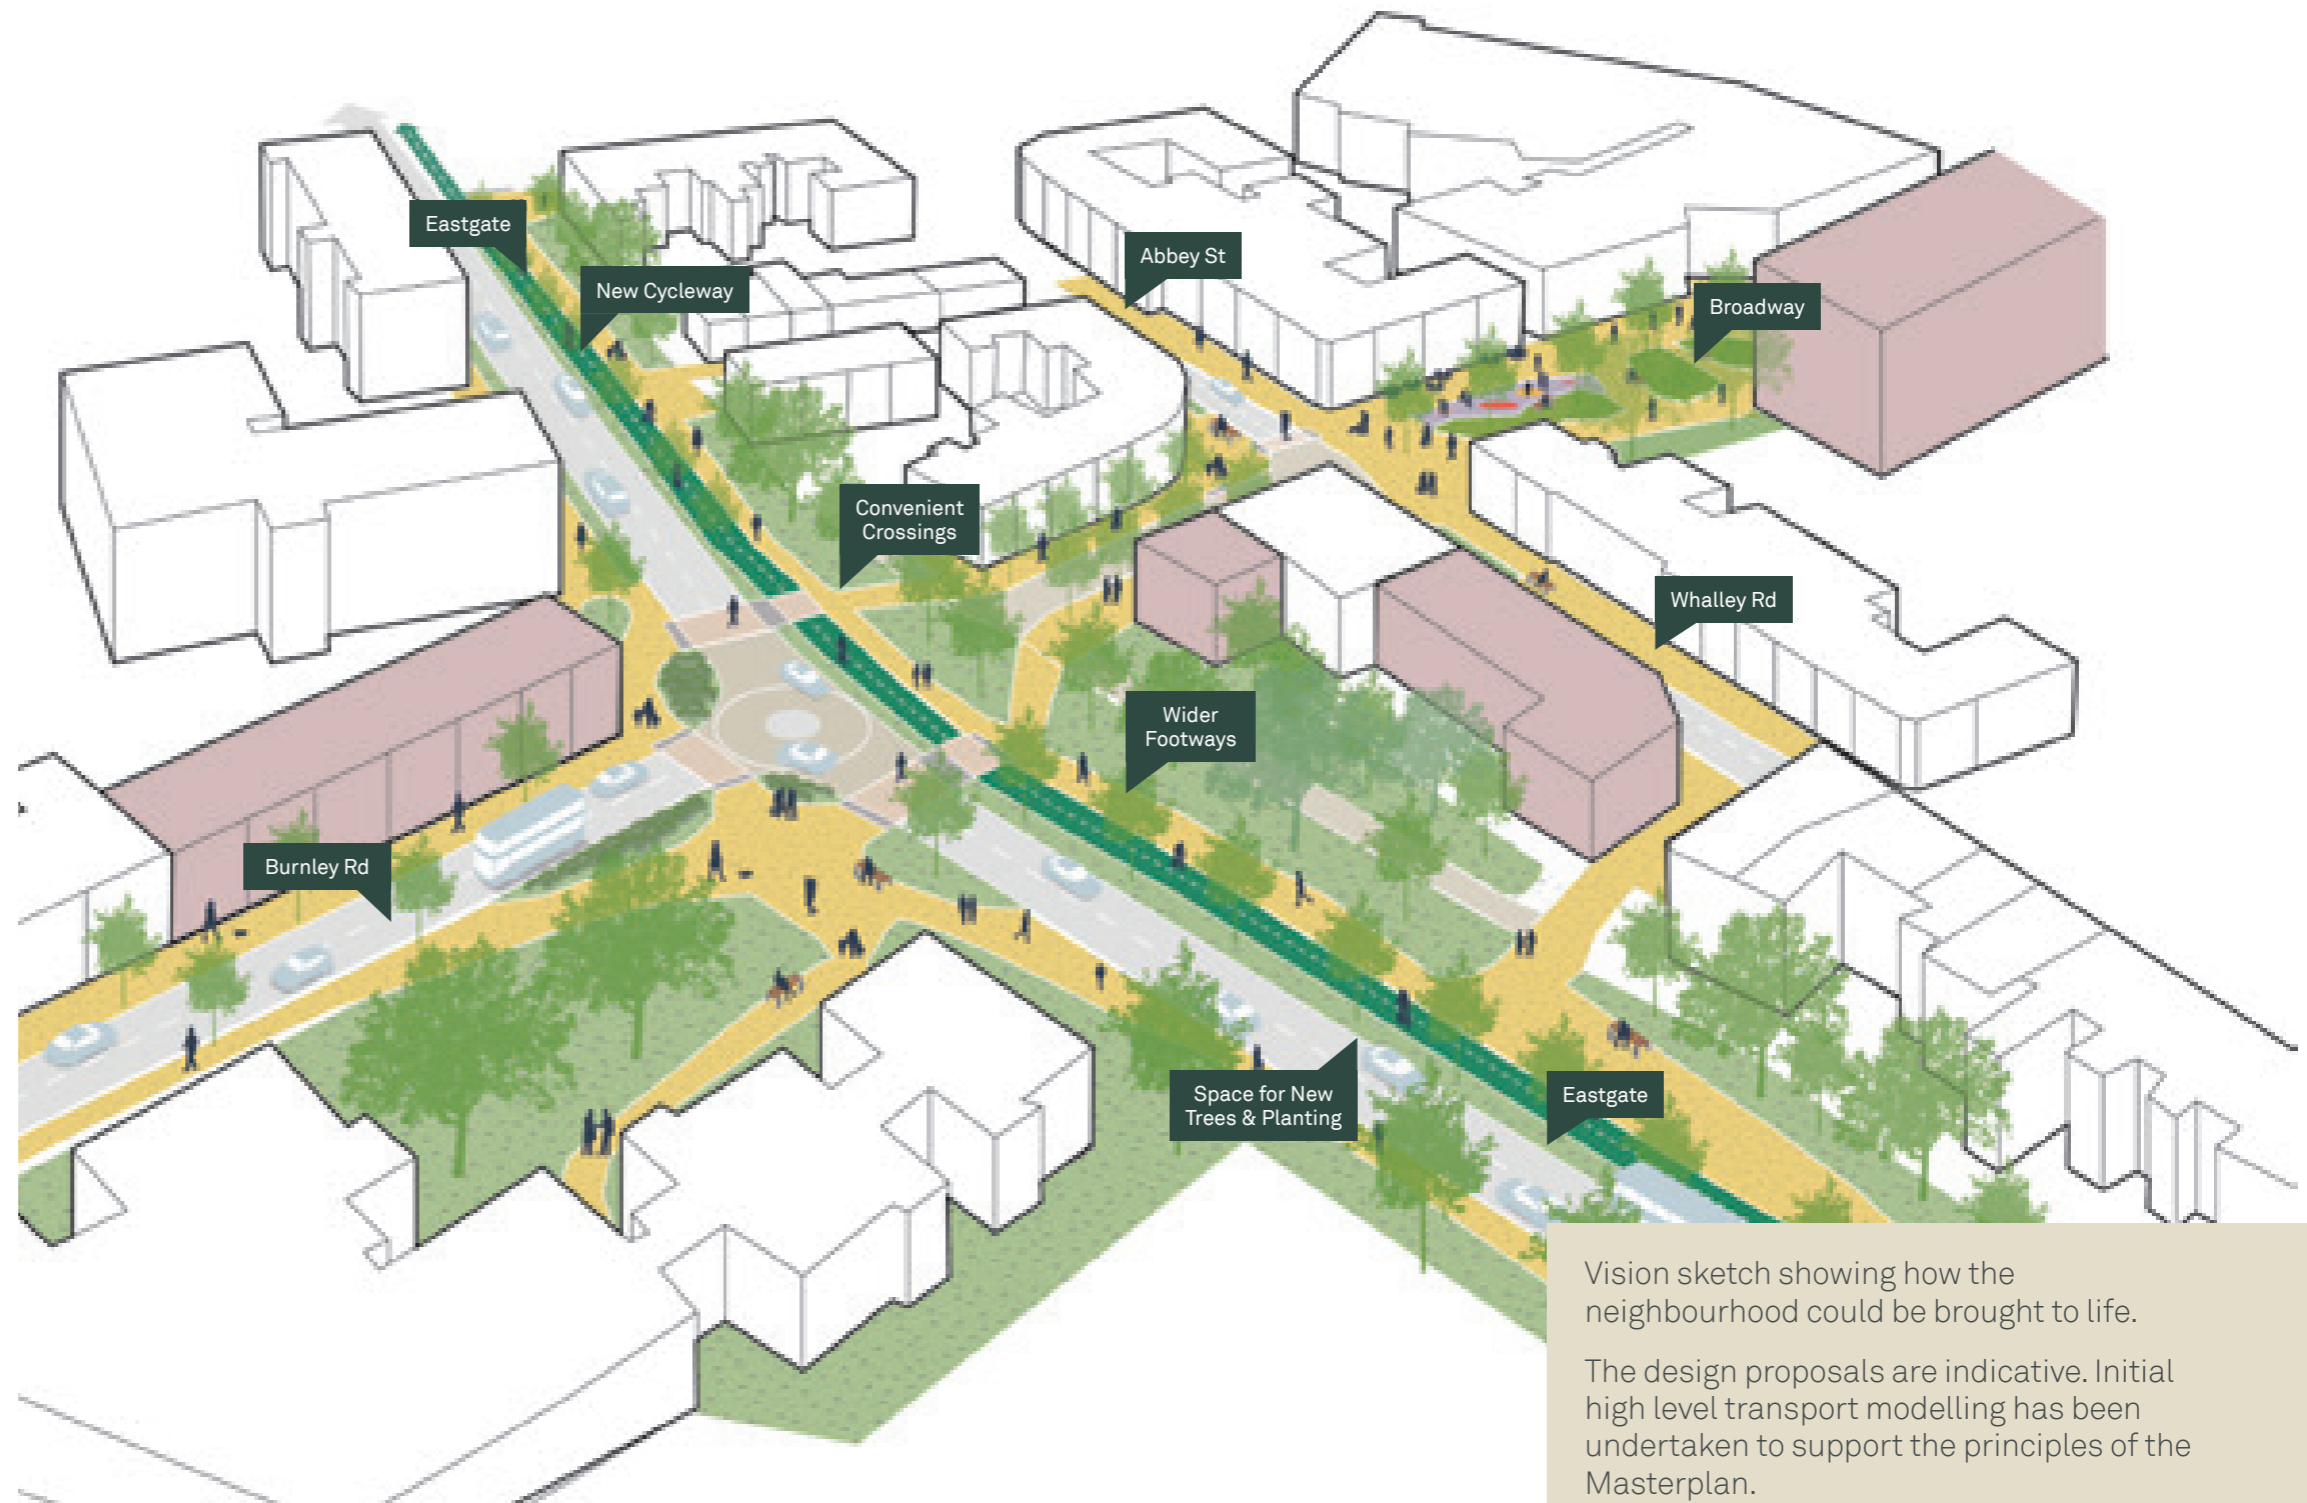 Eastgate
New Cycleway
Abbey St
Broadway
Convenient
Crossings
Whalley Rd
Wider
Footways
Burnley Rd
Space for New
Trees & Planting
Eastgate
Vision sketch showing how the
neighbourhood could be brought to life.
The design proposals are indicative. Initial
high level transport modelling has been
undertaken to support the principles of the
Masterplan.